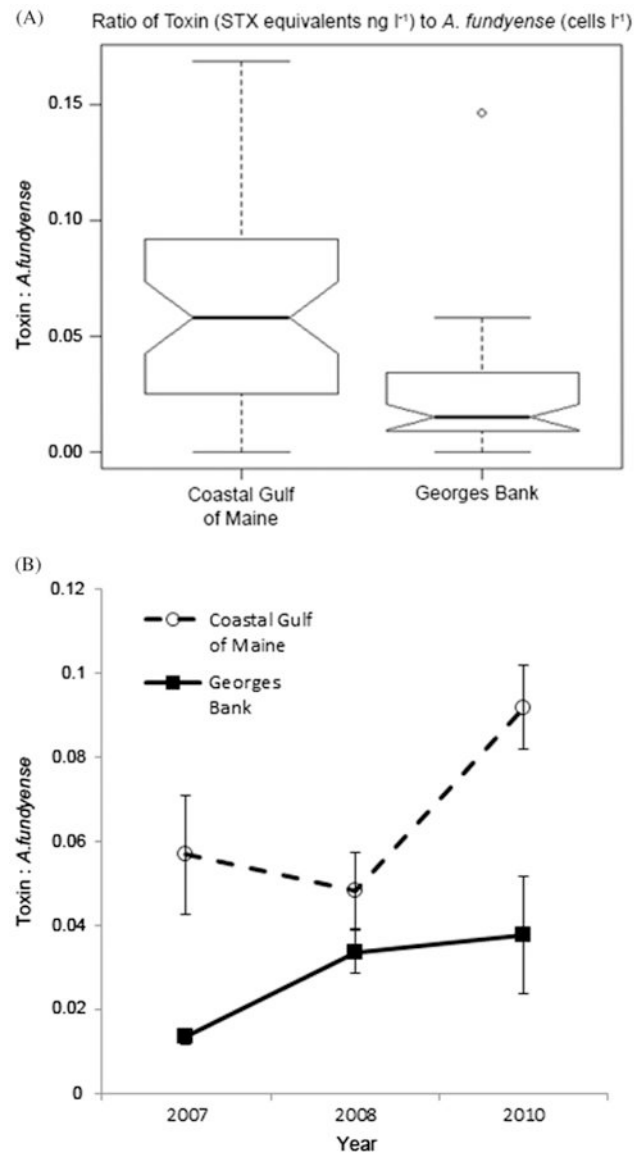 (A)
Ratio of Toxin (STX equivalents ng l⁻¹) to A. fundyense (cells l⁻¹)
Toxin : A.fundyense
0.15
0.10
0.05
0.00
Coastal Gulf
of Maine
Georges Bank
(B)
Toxin : A.fundyense
0.12
0.1
0.08
0.06
0.04
0.02
0
Coastal Gulf
of Maine
Georges
Bank
2007
2008
2010
Year